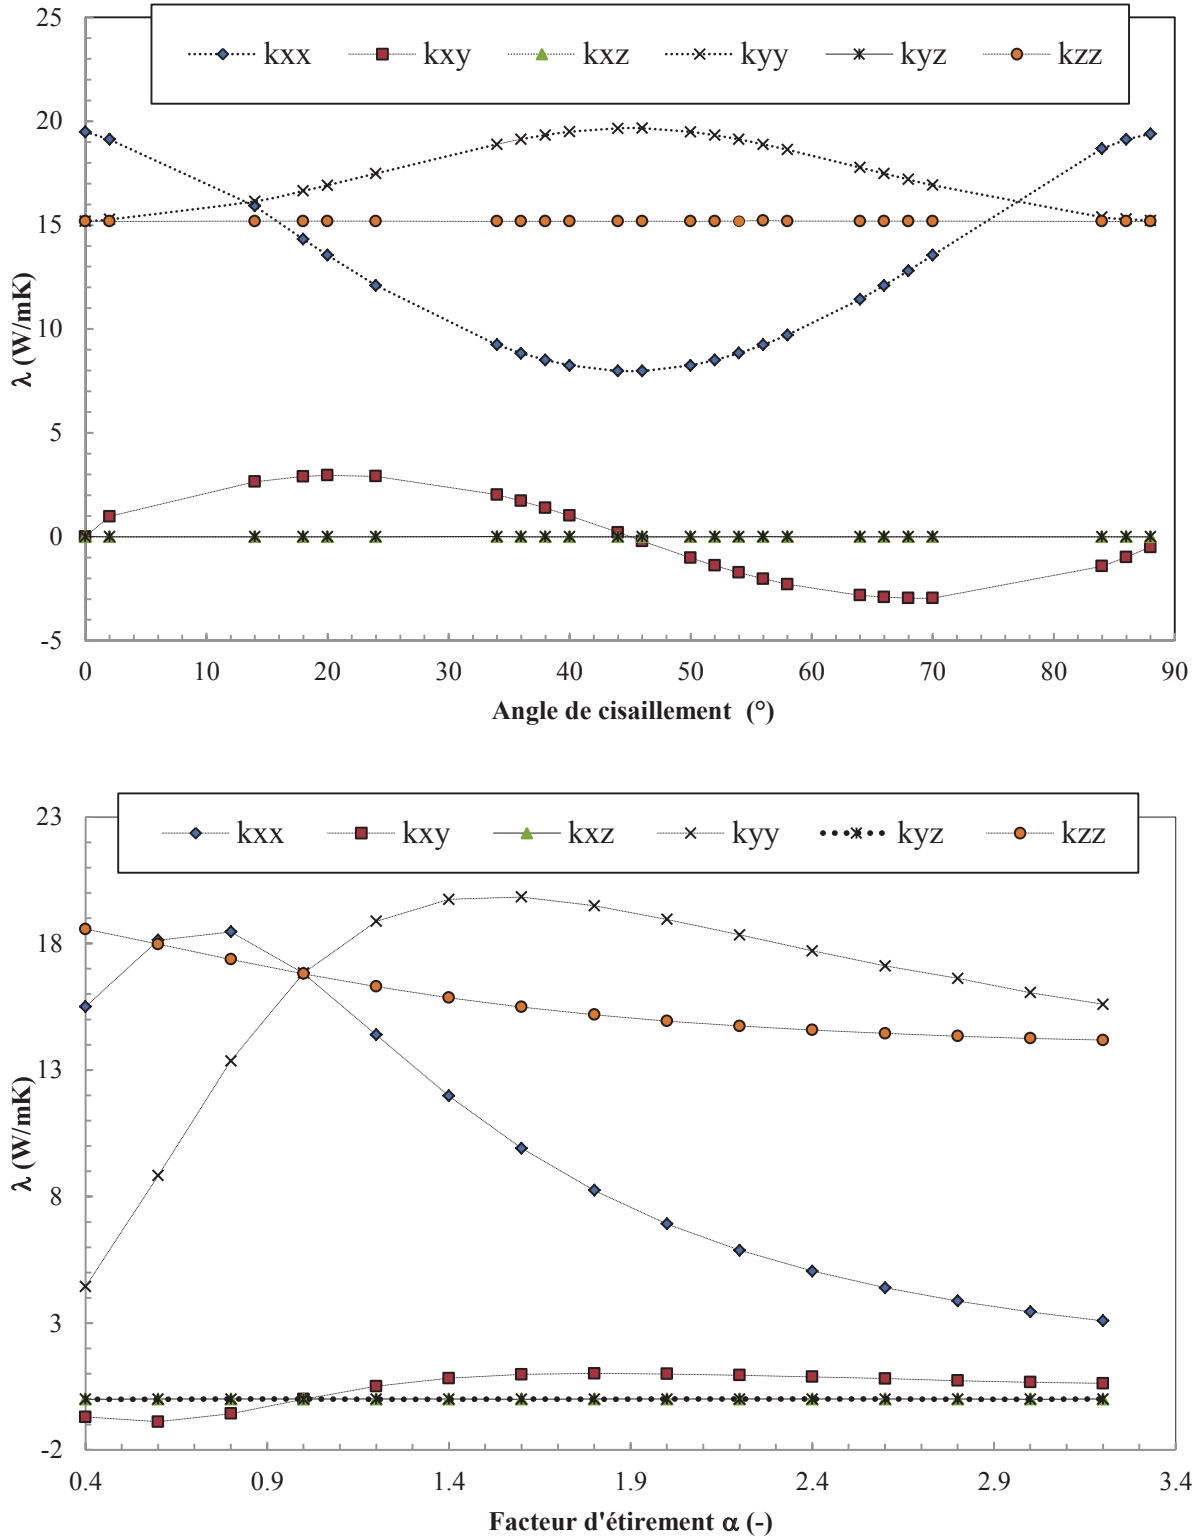 25
kxx kxy kxz kyy kyz kzz
20
15
10
5
0
-5
λ (W/mK)
0 10 20 30 40 50 60 70 80 90
Angle de cisaillement (°)
23
kxx kxy kxz kyy kyz kzz
18
13
8
3
-2
λ (W/mK)
0.4 0.9 1.4 1.9 2.4 2.9 3.4
Facteur d'étirement α (-)